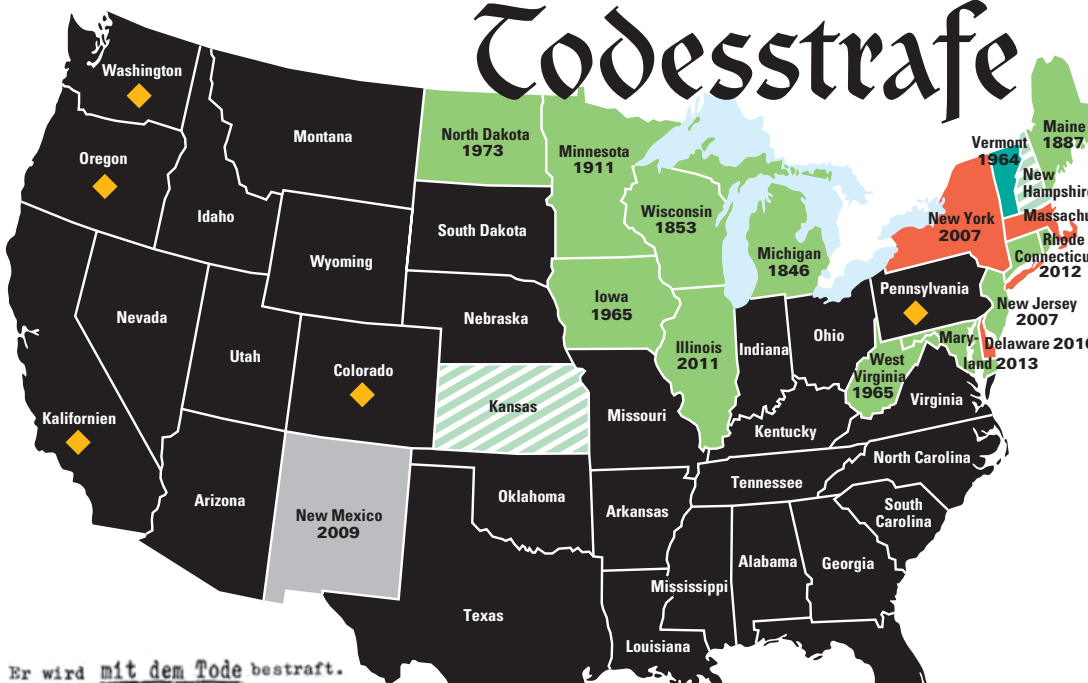 Todesstrafe
Washington
Oregon
Montana
Idaho
Wyoming
North Dakota
1973
South Dakota
Minnesota
1911
Wisconsin
1853
Michigan
1846
Vermont
1964
Maine
1887
New
Hampshire
New York
2007
Massachu
Rhode
Connecticu
2012
Nevada
Utah
Colorado
Nebraska
Iowa
1965
Illinois
2011
Indiana
Ohio
Pennsylvania
New Jersey
2007
Mary-
land 2013
Delaware 2016
West
Virginia
1965
Virginia
Kalifornien
Kansas
Missouri
Kentucky
North Carolina
Tennessee
South
Carolina
Arizona
New Mexico
2009
Oklahoma
Arkansas
Mississippi
Alabama
Georgia
Texas
Louisiana
Er wird mit dem Tode bestraft.